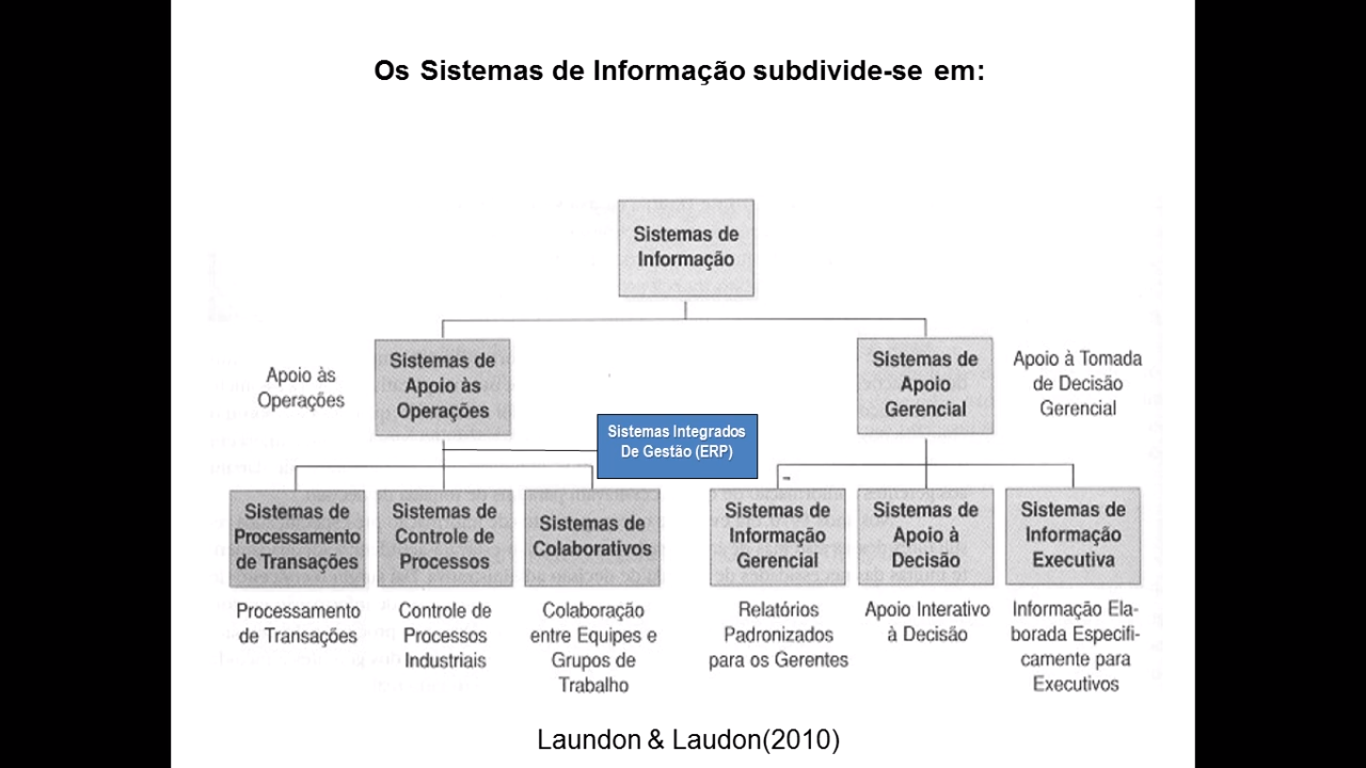 Os Sistemas de Informação subdivide-se em:
Sistemas de
Informação
Apoio às
Operações
Sistemas de
Apoio às
Operações
Sistemas de
Apoio
Gerencial
Apoio à Tomada
de Decisão
Gerencial
Sistemas Integrados
De Gestão (ERP)
Sistemas de
Processamento
de Transações
Sistemas de
Controle de
Processos
Sistemas de
Colaborativos
Sistemas de
Informação
Gerencial
Sistemas de
Apoio à
Decisão
Sistemas de
Informação
Executiva
Processamento
de Transações
Controle de
Processos
Industriais
Colaboração
entre Equipes e
Grupos de
Trabalho
Relatórios
Padronizados
para os Gerentes
Apoio Interativo
à Decisão
Informação Ela-
borada Especifi-
camente para
Executivos
Laundon & Laudon(2010)